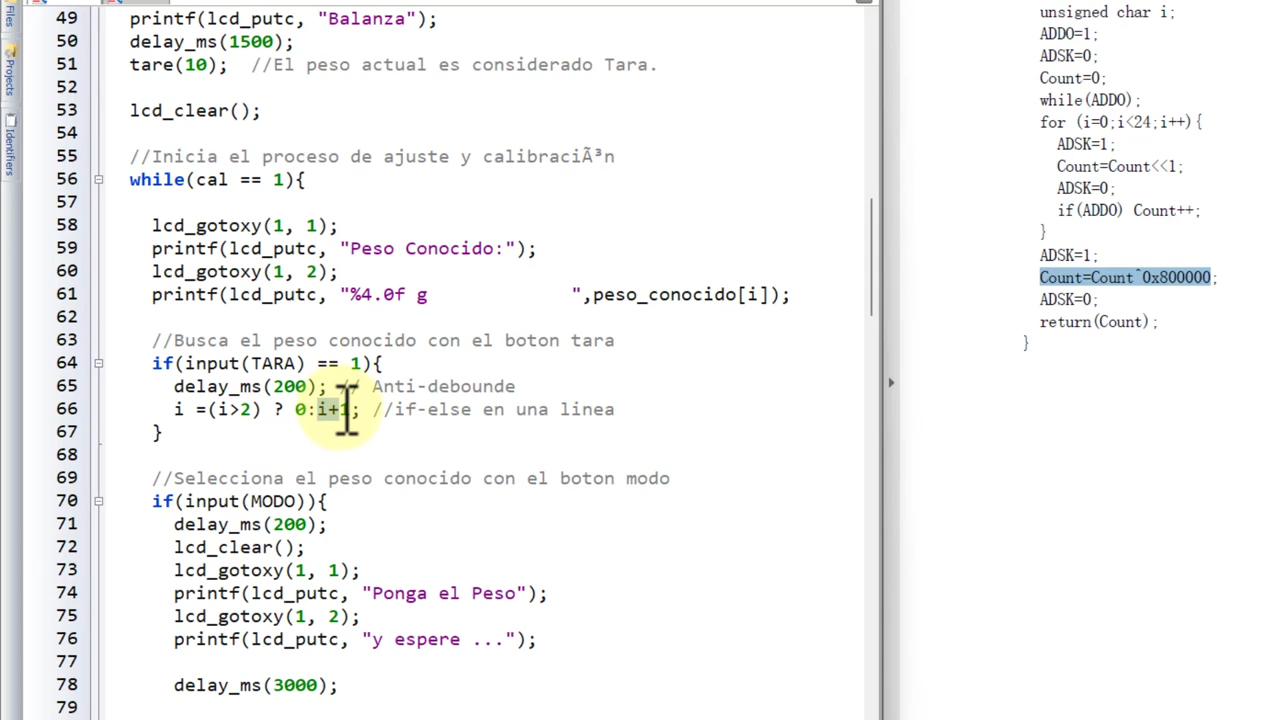 Files
Projects
Identifiers
49 printf(lcd_putc, "Balanza");
50 delay_ms(1500);
51 tare(10);  //El peso actual es considerado Tara.
52
53 lcd_clear();
54
55 //Inicia el proceso de ajuste y calibraciÃ³n
56 while(cal == 1){
57
58 lcd_gotoxy(1, 1);
59 printf(lcd_putc, "Peso Conocido:");
60 lcd_gotoxy(1, 2);
61 printf(lcd_putc, "%4.0f g             ",peso_conocido[i]);
62
63 //Busca el peso conocido con el boton tara
64 if(input(TARA) == 1){
65 delay_ms(200); // Anti-debounde
66 i =(i>2) ? 0:i+1; //if-else en una linea
67 }
68
69 //Selecciona el peso conocido con el boton modo
70 if(input(MODO)){
71 delay_ms(200);
72 lcd_clear();
73 lcd_gotoxy(1, 1);
74 printf(lcd_putc, "Ponga el Peso");
75 lcd_gotoxy(1, 2);
76 printf(lcd_putc, "y espere ...");
77
78 delay_ms(3000);
79
unsigned char i;
ADDO=1;
ADSK=0;
Count=0;
while(ADDO);
for (i=0;i<24;i++){
ADSK=1;
Count=Count<<1;
ADSK=0;
if(ADDO) Count++;
}
ADSK=1;
Count=Count^0x800000;
ADSK=0;
return(Count);
}